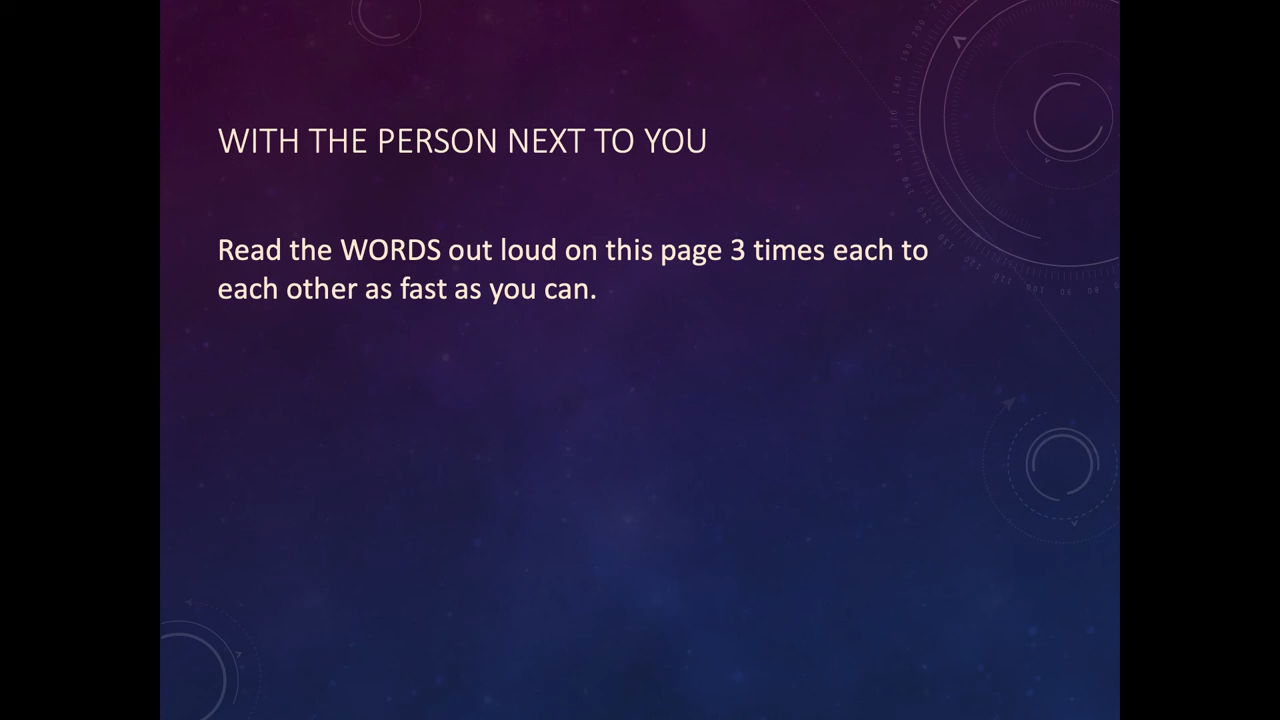 WITH THE PERSON NEXT TO YOU
Read the WORDS out loud on this page 3 times each to
each other as fast as you can.